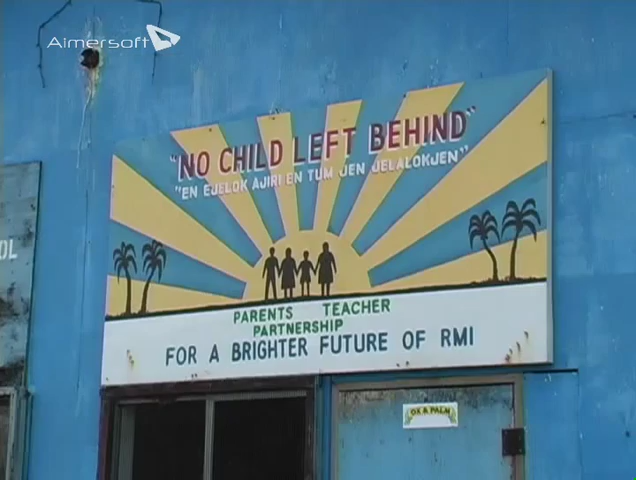 Aimersoft
"NO CHILD LEFT BEHIND"
"EN EJELOK AJIRI EN TUM JEN JELALOKJEN"
OL
PARENTS TEACHER
PARTNERSHIP
FOR A BRIGHTER FUTURE OF RMI
OX & PALM